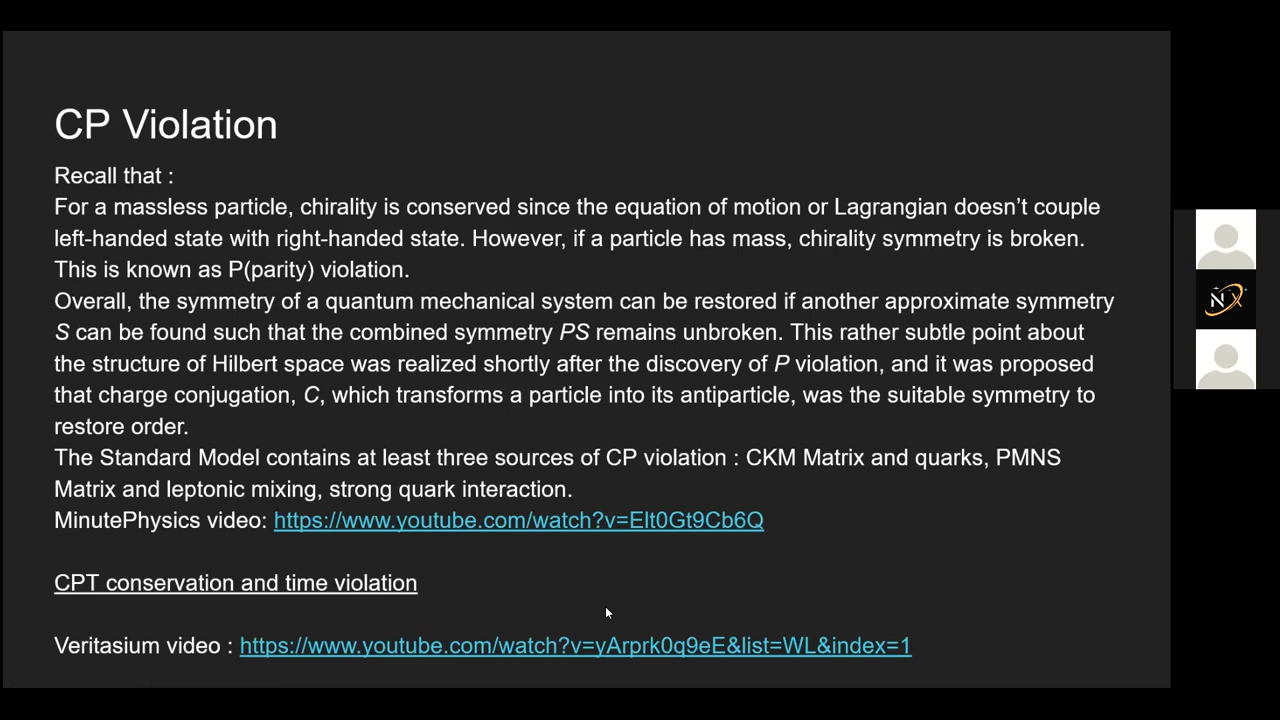 CP Violation
Recall that :
For a massless particle, chirality is conserved since the equation of motion or Lagrangian doesn’t couple
left-handed state with right-handed state. However, if a particle has mass, chirality symmetry is broken.
This is known as P(parity) violation.
Overall, the symmetry of a quantum mechanical system can be restored if another approximate symmetry
S can be found such that the combined symmetry PS remains unbroken. This rather subtle point about
the structure of Hilbert space was realized shortly after the discovery of P violation, and it was proposed
that charge conjugation, C, which transforms a particle into its antiparticle, was the suitable symmetry to
restore order.
The Standard Model contains at least three sources of CP violation : CKM Matrix and quarks, PMNS
Matrix and leptonic mixing, strong quark interaction.
MinutePhysics video: https://www.youtube.com/watch?v=Elt0Gt9Cb6Q
CPT conservation and time violation
Veritasium video : https://www.youtube.com/watch?v=yArprk0q9eE&list=WL&index=1
NX